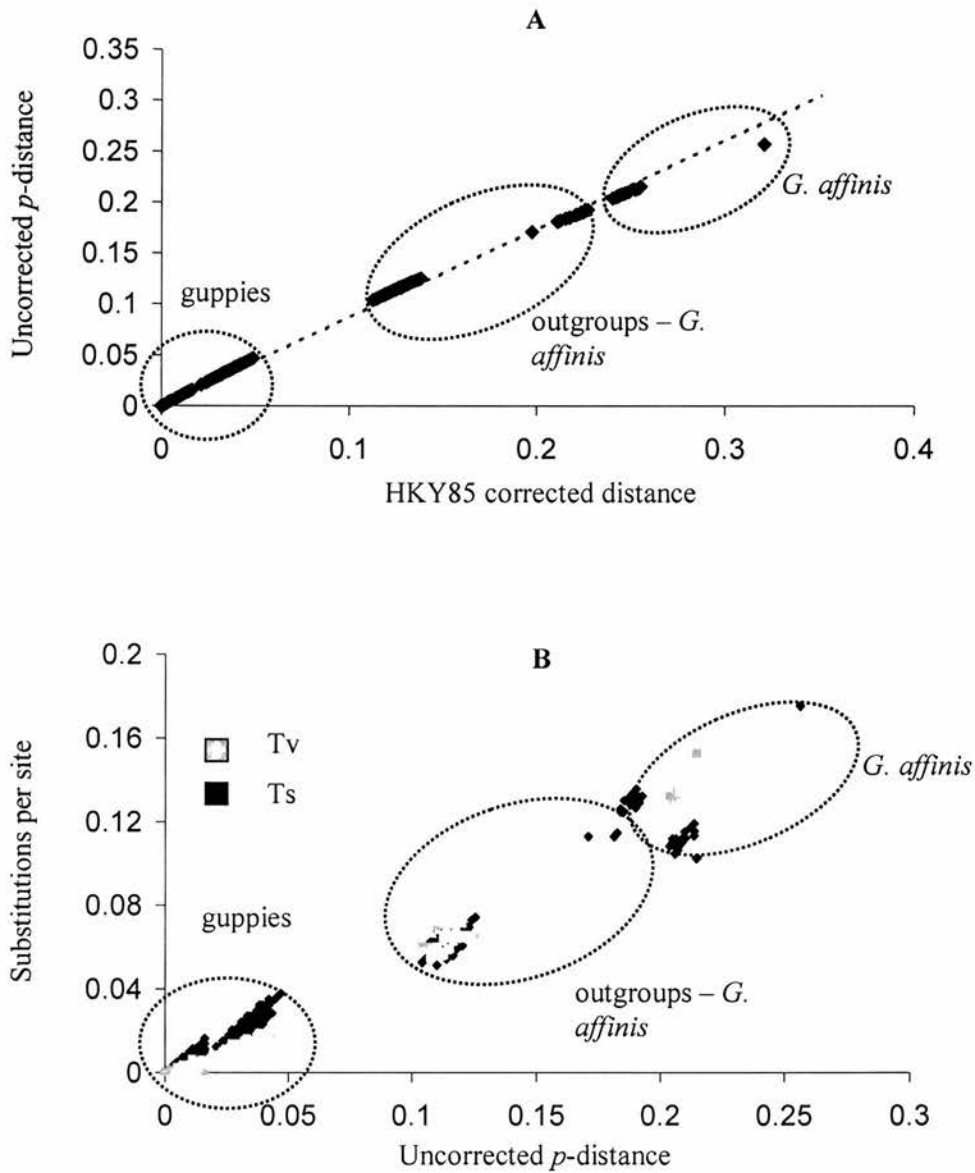 A
0.35
0.3
0.25
0.2
0.15
0.1
0.05
0
Uncorrected p-distance
guppies
outgroups – G.
affinis
G. affinis
0
0.1
0.2
0.3
0.4
HKY85 corrected distance
B
0.2
0.16
0.12
0.08
0.04
0
Substitutions per site
Tv
Ts
guppies
outgroups – G.
affinis
G. affinis
0
0.05
0.1
0.15
0.2
0.25
0.3
Uncorrected p-distance